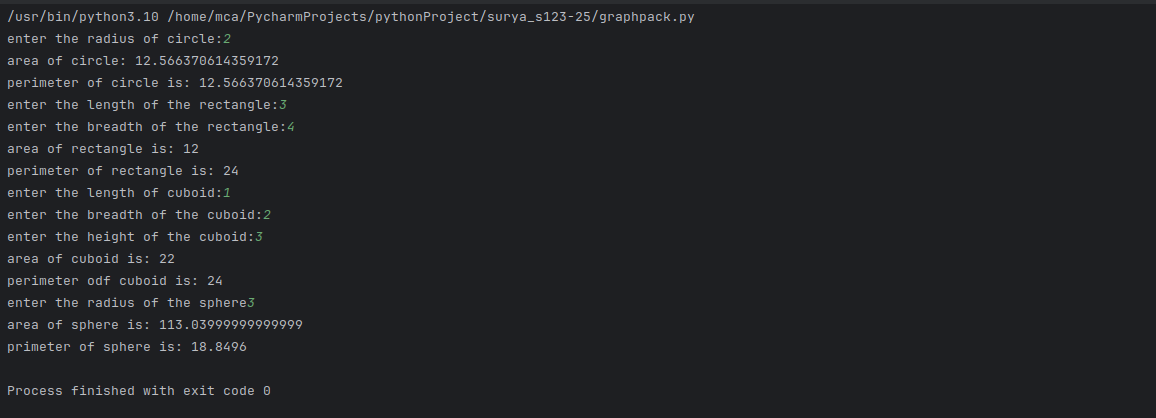 /usr/bin/python3.10 /home/mca/PycharmProjects/pythonProject/surya_s123-25/graphpack.py
enter the radius of circle:2
area of circle: 12.566370614359172
perimeter of circle is: 12.566370614359172
enter the length of the rectangle:3
enter the breadth of the rectangle:4
area of rectangle is: 12
perimeter of rectangle is: 24
enter the length of cuboid:1
enter the breadth of the cuboid:2
enter the height of the cuboid:3
area of cuboid is: 22
perimeter odf cuboid is: 24
enter the radius of the sphere3
area of sphere is: 113.03999999999999
primeter of sphere is: 18.8496
Process finished with exit code 0